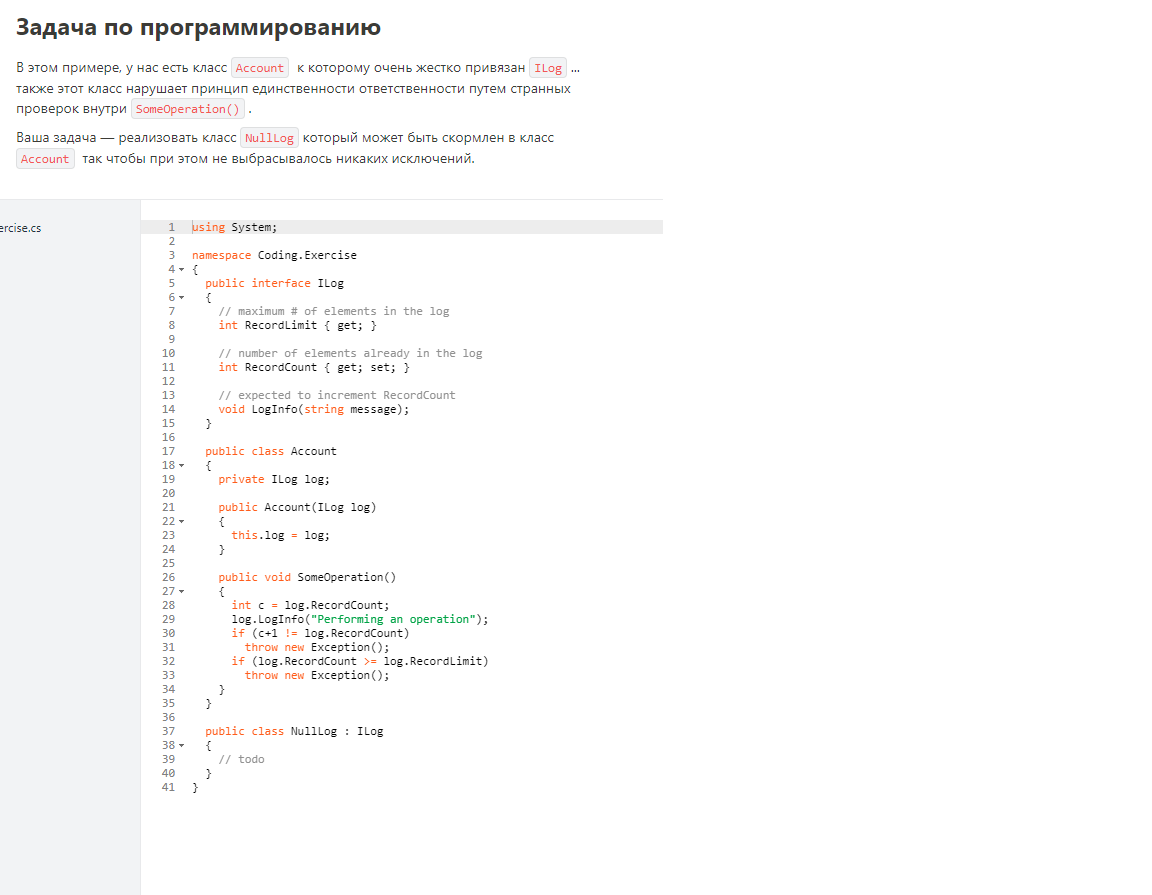 Задача по программированию
В этом примере, у нас есть класс Account к которому очень жестко привязан ILog ...
также этот класс нарушает принцип единственности ответственности путем странных
проверок внутри SomeOperation() .
Ваша задача — реализовать класс NullLog который может быть скормлен в класс
Account так чтобы при этом не выбрасывалось никаких исключений.
ercise.cs
1 using System;
2
3 namespace Coding.Exercise
4 {
5 public interface ILog
6 {
7 // maximum # of elements in the log
8 int RecordLimit { get; }
9
10 // number of elements already in the log
11 int RecordCount { get; set; }
12
13 // expected to increment RecordCount
14 void LogInfo(string message);
15 }
16
17 public class Account
18 {
19 private ILog log;
20
21 public Account(ILog log)
22 {
23 this.log = log;
24 }
25
26 public void SomeOperation()
27 {
28 int c = log.RecordCount;
29 log.LogInfo("Performing an operation");
30 if (c+1 != log.RecordCount)
31 throw new Exception();
32 if (log.RecordCount >= log.RecordLimit)
33 throw new Exception();
34 }
35 }
36
37 public class NullLog : ILog
38 {
39 // todo
40 }
41 }